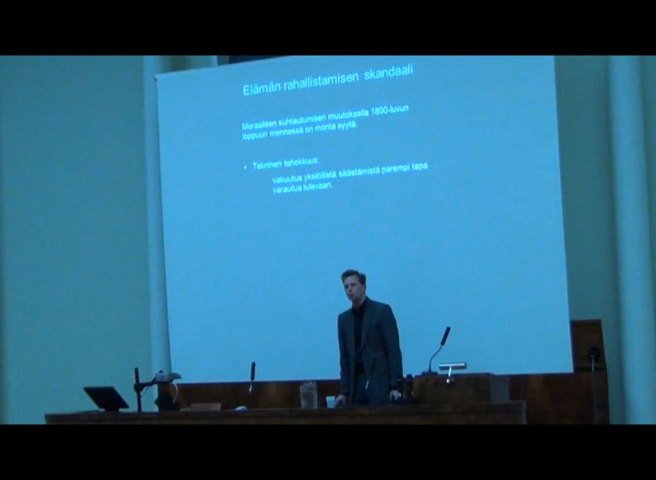 Elämän rahallistamisen skandaali
Moraalisen suhtautumisen muutoksella 1800-luvun
loppuun mennessä on monta syytä.
• Tekninen tehokkuus:
vakuutus yksilöllistä säästämistä parempi tapa
varautua tulevaan.